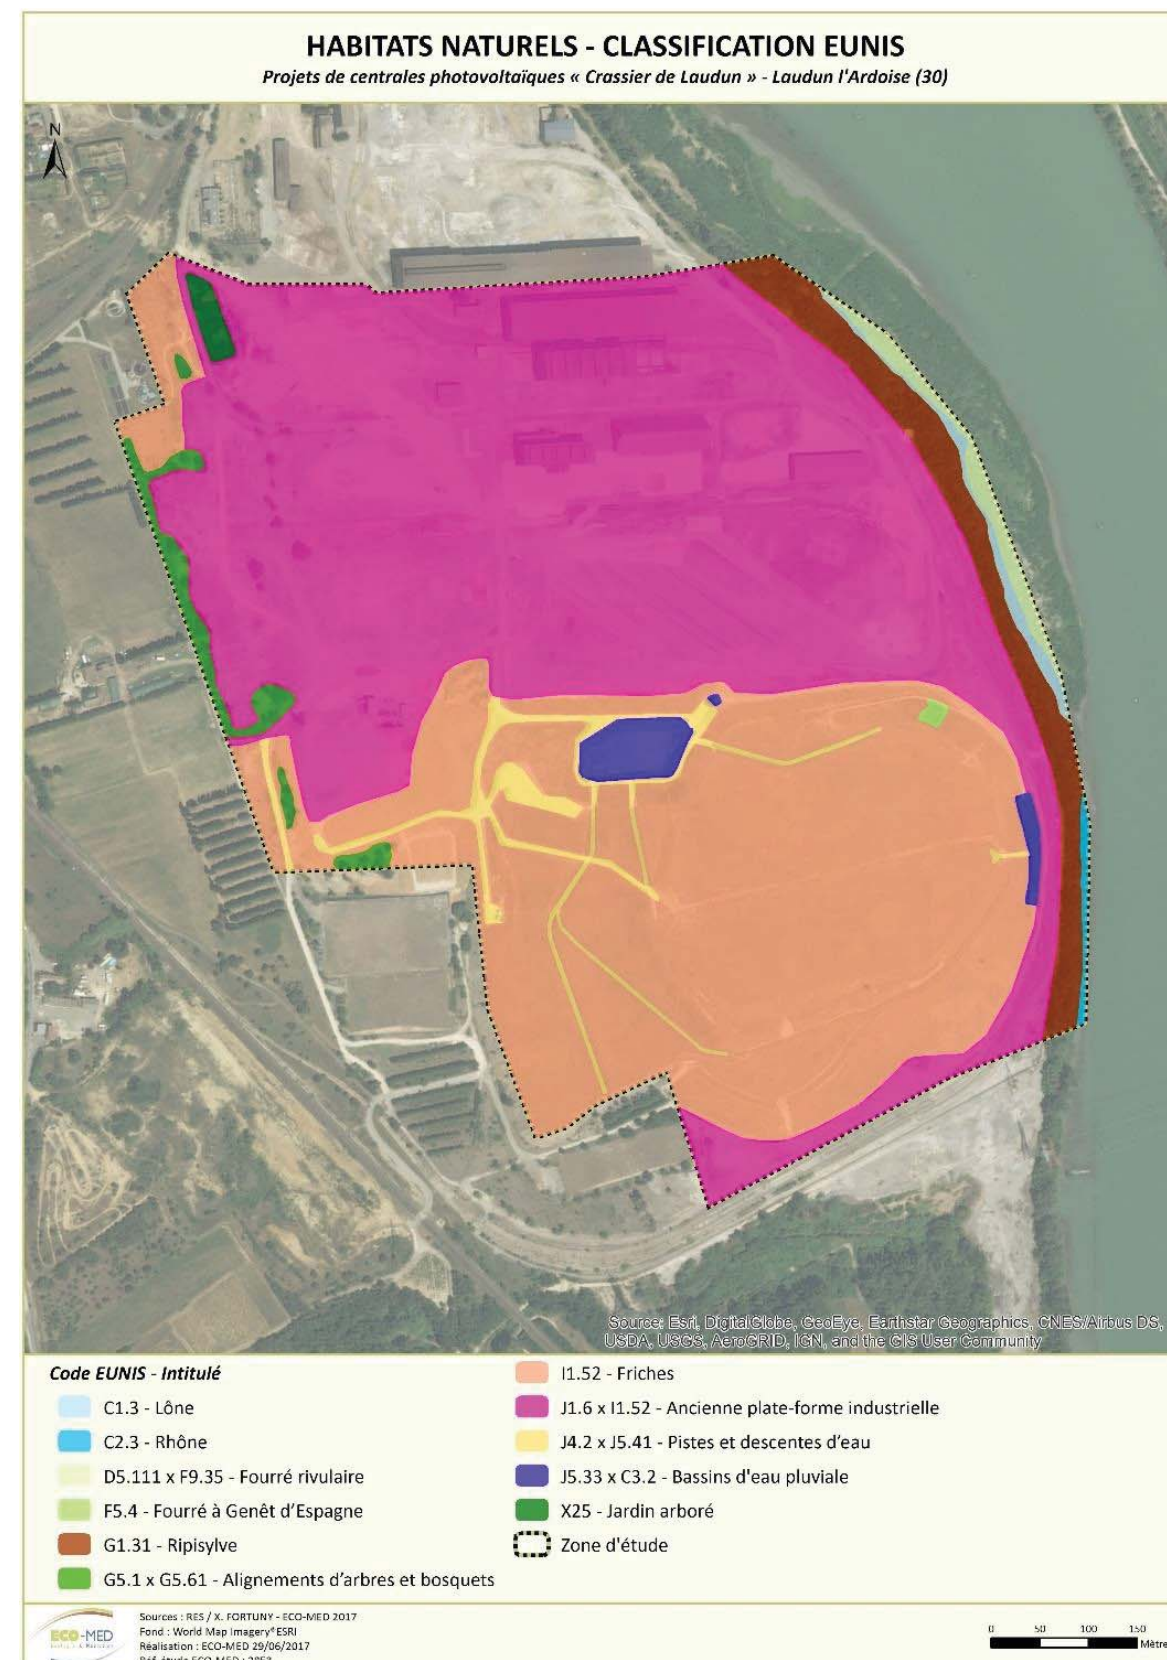 HABITATS NATURELS - CLASSIFICATION EUNIS
Projets de centrales photovoltaïques « Crassier de Laudun » - Laudun l'Ardoise (30)
N
Source: Esri, DigitalGlobe, GeoEye, Earthstar Geographics, CNES/Airbus DS,
USDA, USGS, AeroGRID, IGN, and the GIS User Community
Code EUNIS - Intitulé
C1.3 - Lône
C2.3 - Rhône
D5.111 x F9.35 - Fourré rivulaire
F5.4 - Fourré à Genêt d'Espagne
G1.31 - Ripisylve
G5.1 x G5.61 - Alignements d'arbres et bosquets
I1.52 - Friches
J1.6 x I1.52 - Ancienne plate-forme industrielle
J4.2 x J5.41 - Pistes et descentes d'eau
J5.33 x C3.2 - Bassins d'eau pluviale
X25 - Jardin arboré
Zone d'étude
ECO-MED
Sources : RES / X. FORTUNY - ECO-MED 2017
Fond : World Map Imagery® ESRI
Réalisation : ECO-MED 29/06/2017
0 50 100 150